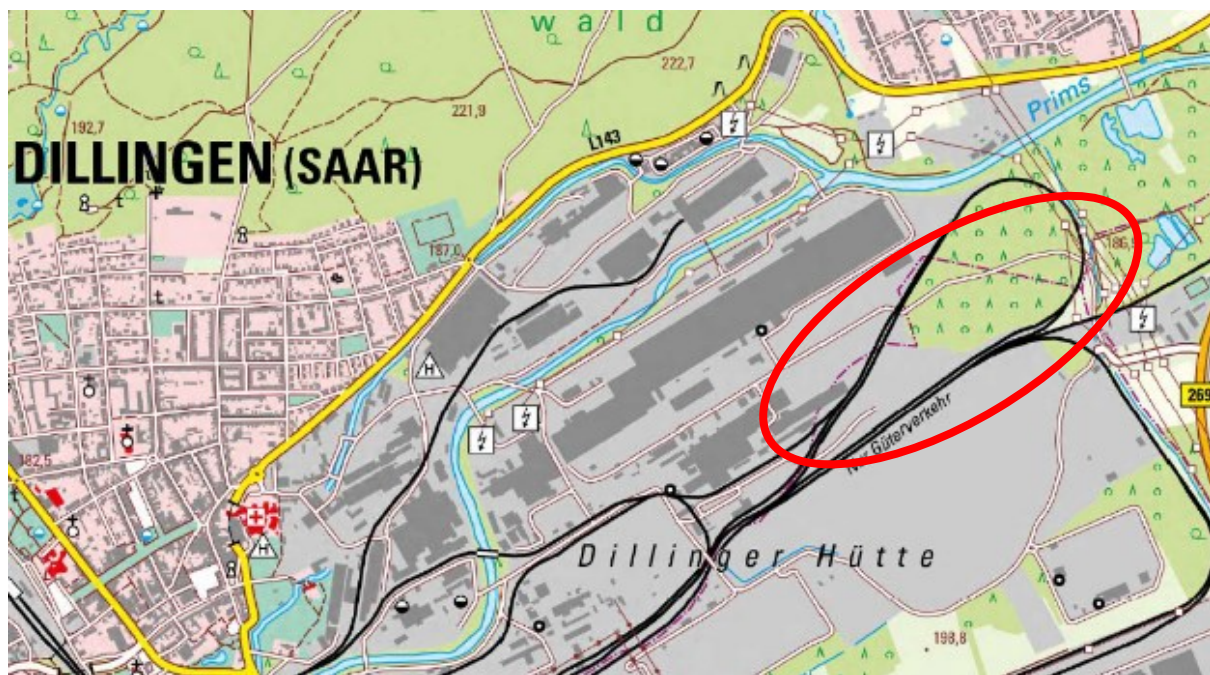 wald
222,7
221,9
192,7
Prims
L143
DILLINGEN (SAAR)
187,0
H
269
Nur Güterverkehr
182,5
H
Dillinger Hütte
198,8